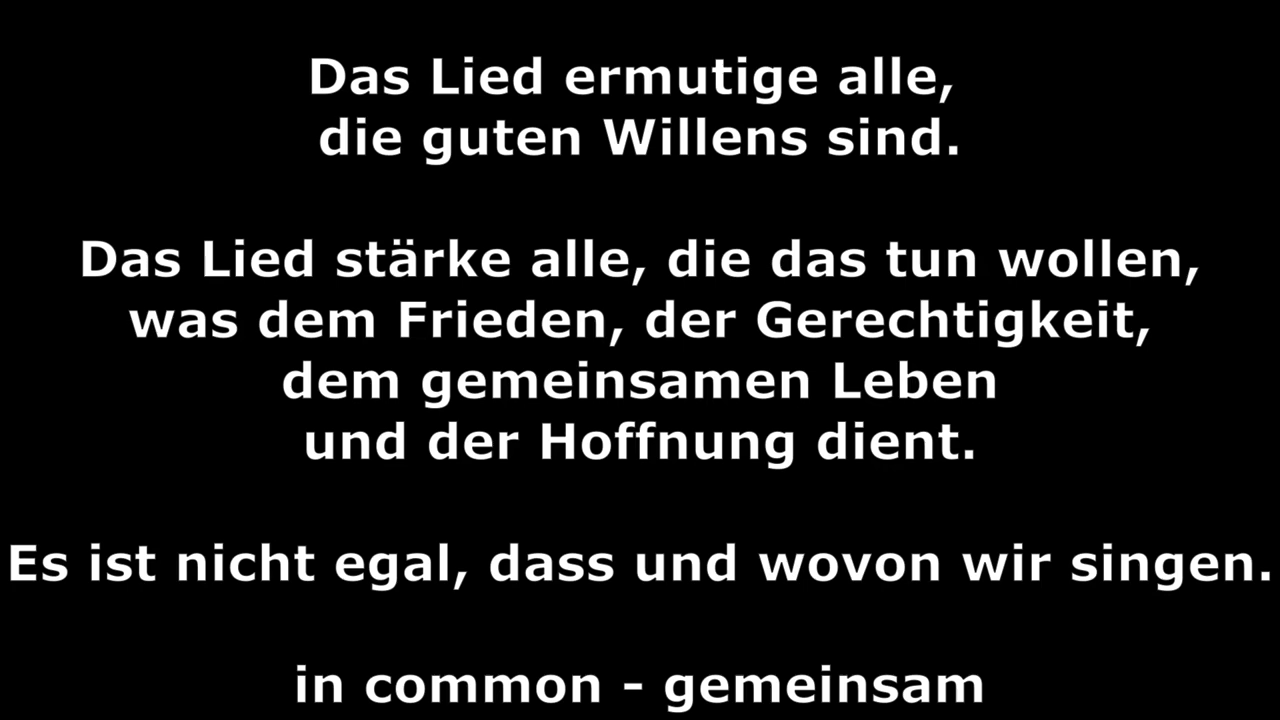 Das Lied ermutige alle,
die guten Willens sind.
Das Lied stärke alle, die das tun wollen,
was dem Frieden, der Gerechtigkeit,
dem gemeinsamen Leben
und der Hoffnung dient.
Es ist nicht egal, dass und wovon wir singen.
in common - gemeinsam